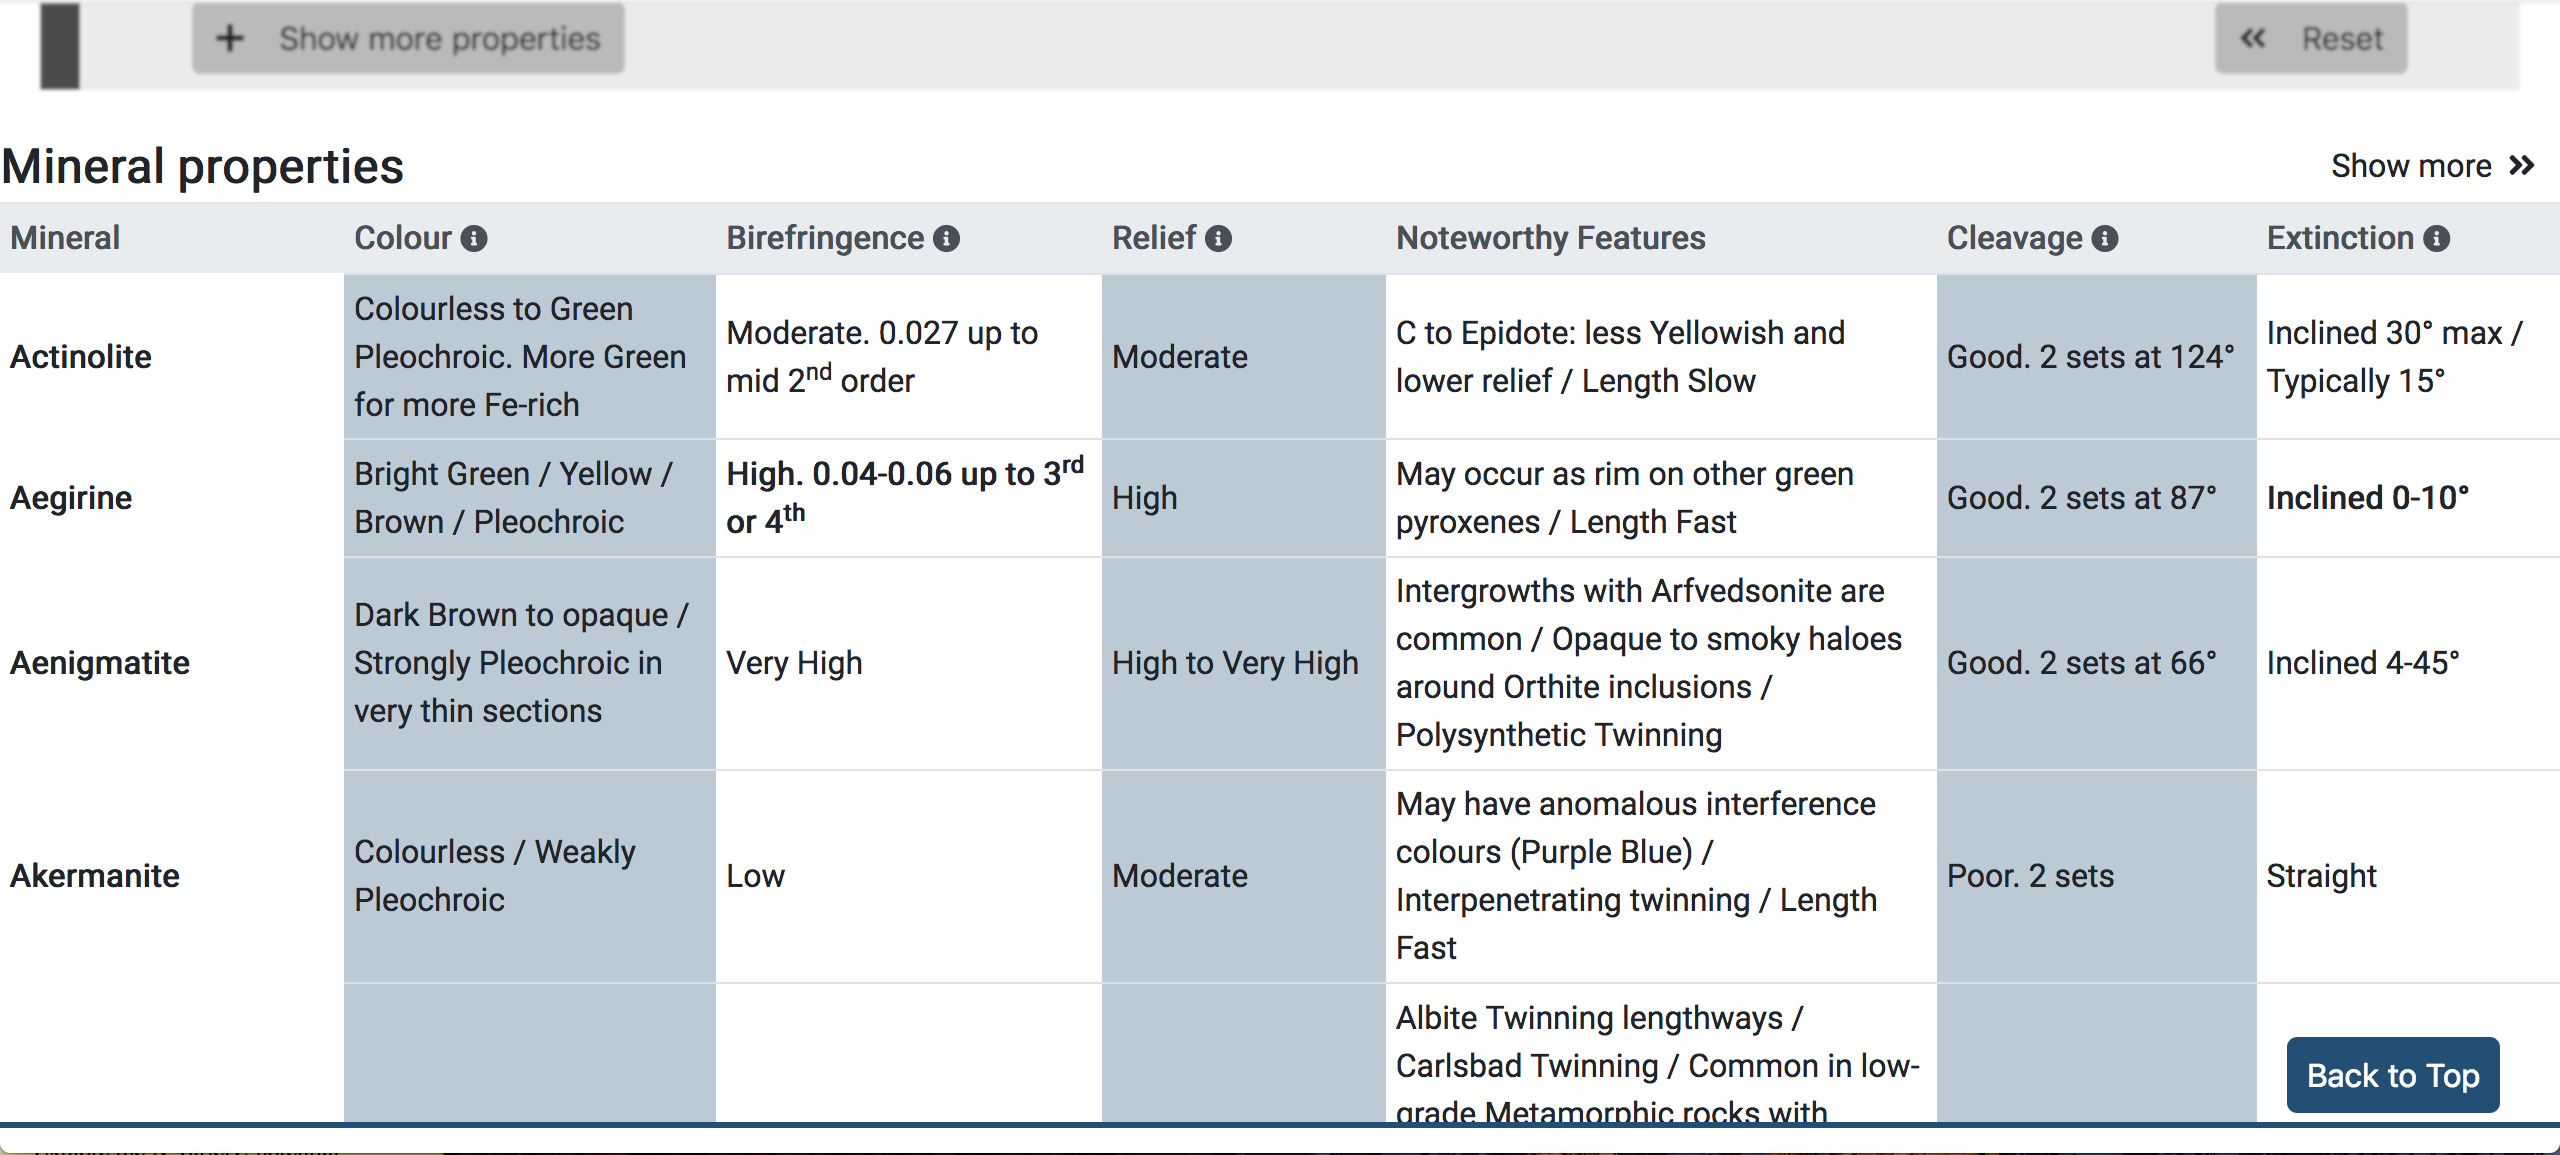 Show more properties
Reset
Mineral properties
Show more
Mineral Colour Birefringence Relief Noteworthy Features Cleavage Extinction
Actinolite
Colourless to Green
Pleochroic. More Green
for more Fe-rich
Moderate. 0.027 up to
mid 2nd order
Moderate
C to Epidote: less Yellowish and
lower relief / Length Slow
Good. 2 sets at 124°
Inclined 30° max /
Typically 15°
Aegirine
Bright Green / Yellow /
Brown / Pleochroic
High. 0.04-0.06 up to 3rd
or 4th
High
May occur as rim on other green
pyroxenes / Length Fast
Good. 2 sets at 87°
Inclined 0-10°
Aenigmatite
Dark Brown to opaque /
Strongly Pleochroic in
very thin sections
Very High
High to Very High
Intergrowths with Arfvedsonite are
common / Opaque to smoky haloes
around Orthite inclusions /
Polysynthetic Twinning
Good. 2 sets at 66°
Inclined 4-45°
Akermanite
Colourless / Weakly
Pleochroic
Low
Moderate
May have anomalous interference
colours (Purple Blue) /
Interpenetrating twinning / Length
Fast
Poor. 2 sets
Straight
Albite Twinning lengthways /
Carlsbad Twinning / Common in low-
grade Metamorphic rocks with
Back to Top